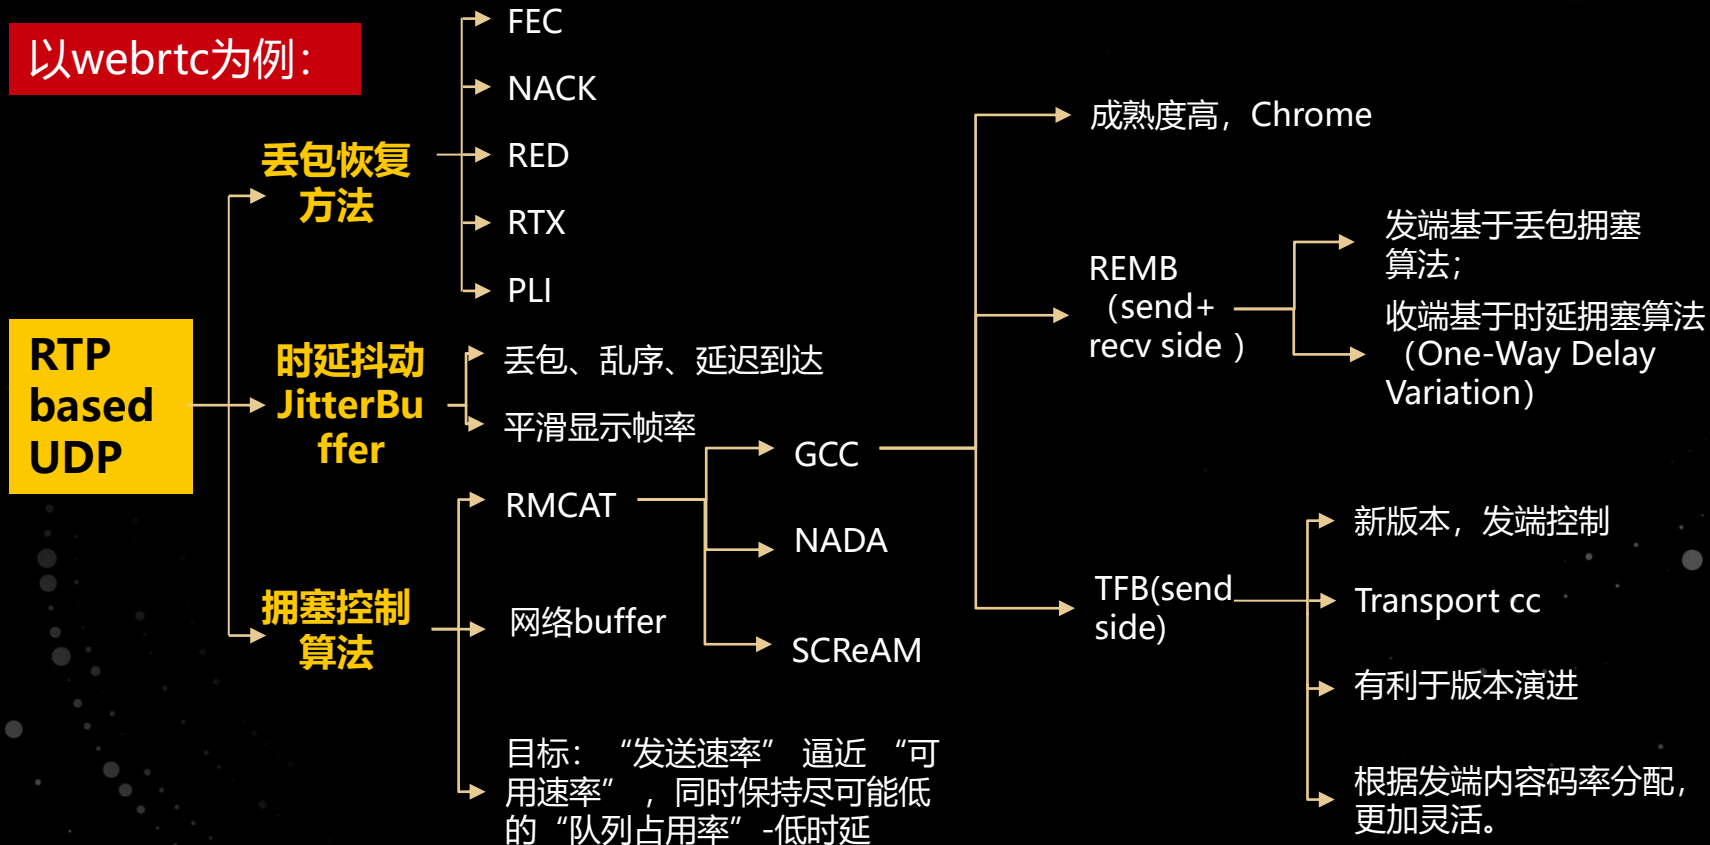 以webrtc为例：
RTP
based
UDP
丢包恢复
方法
FEC
NACK
RED
RTX
PLI
时延抖动
JitterBu
ffer
丢包、乱序、延迟到达
平滑显示帧率
拥塞控制
算法
RMCAT
网络buffer
目标：“发送速率” 逼近 “可
用速率” ，同时保持尽可能低
的“队列占用率”-低时延
GCC
NADA
SCReAM
成熟度高，Chrome
REMB
（send+
recv side ）
发端基于丢包拥塞
算法；
收端基于时延拥塞算法
（One-Way Delay
Variation）
TFB(send
side)
新版本，发端控制
Transport cc
有利于版本演进
根据发端内容码率分配，
更加灵活。